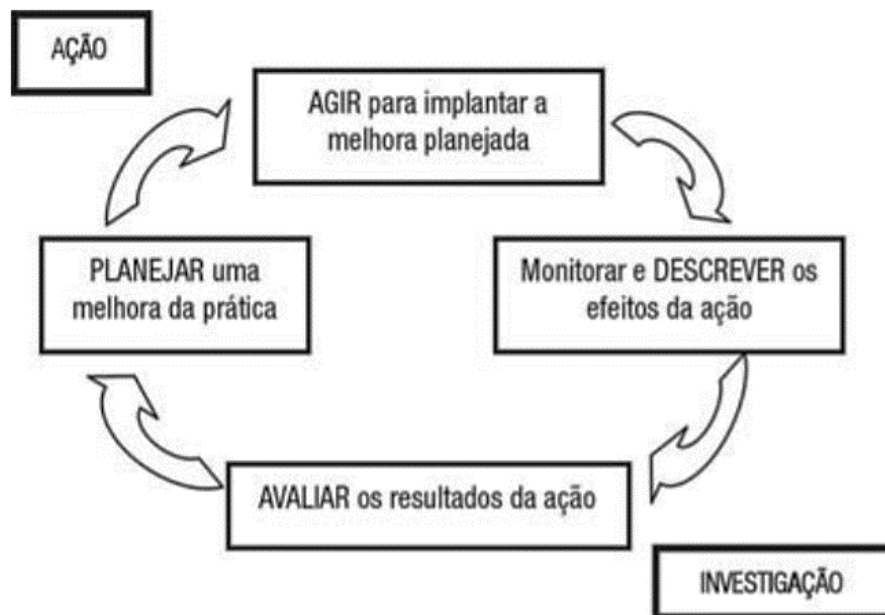 AÇÃO
AGIR para implantar a
melhora planejada
PLANEJAR uma
melhora da prática
Monitorar e DESCREVER os
efeitos da ação
AVALIAR os resultados da ação
INVESTIGAÇÃO